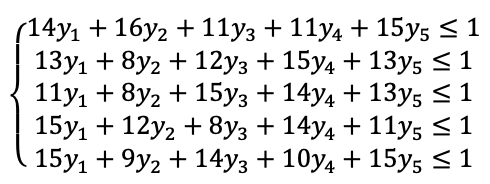 14y₁ + 16y₂ + 11y₃ + 11y₄ + 15y₅ ≤ 1
13y₁ + 8y₂ + 12y₃ + 15y₄ + 13y₅ ≤ 1
11y₁ + 8y₂ + 15y₃ + 14y₄ + 13y₅ ≤ 1
15y₁ + 12y₂ + 8y₃ + 14y₄ + 11y₅ ≤ 1
15y₁ + 9y₂ + 14y₃ + 10y₄ + 15y₅ ≤ 1